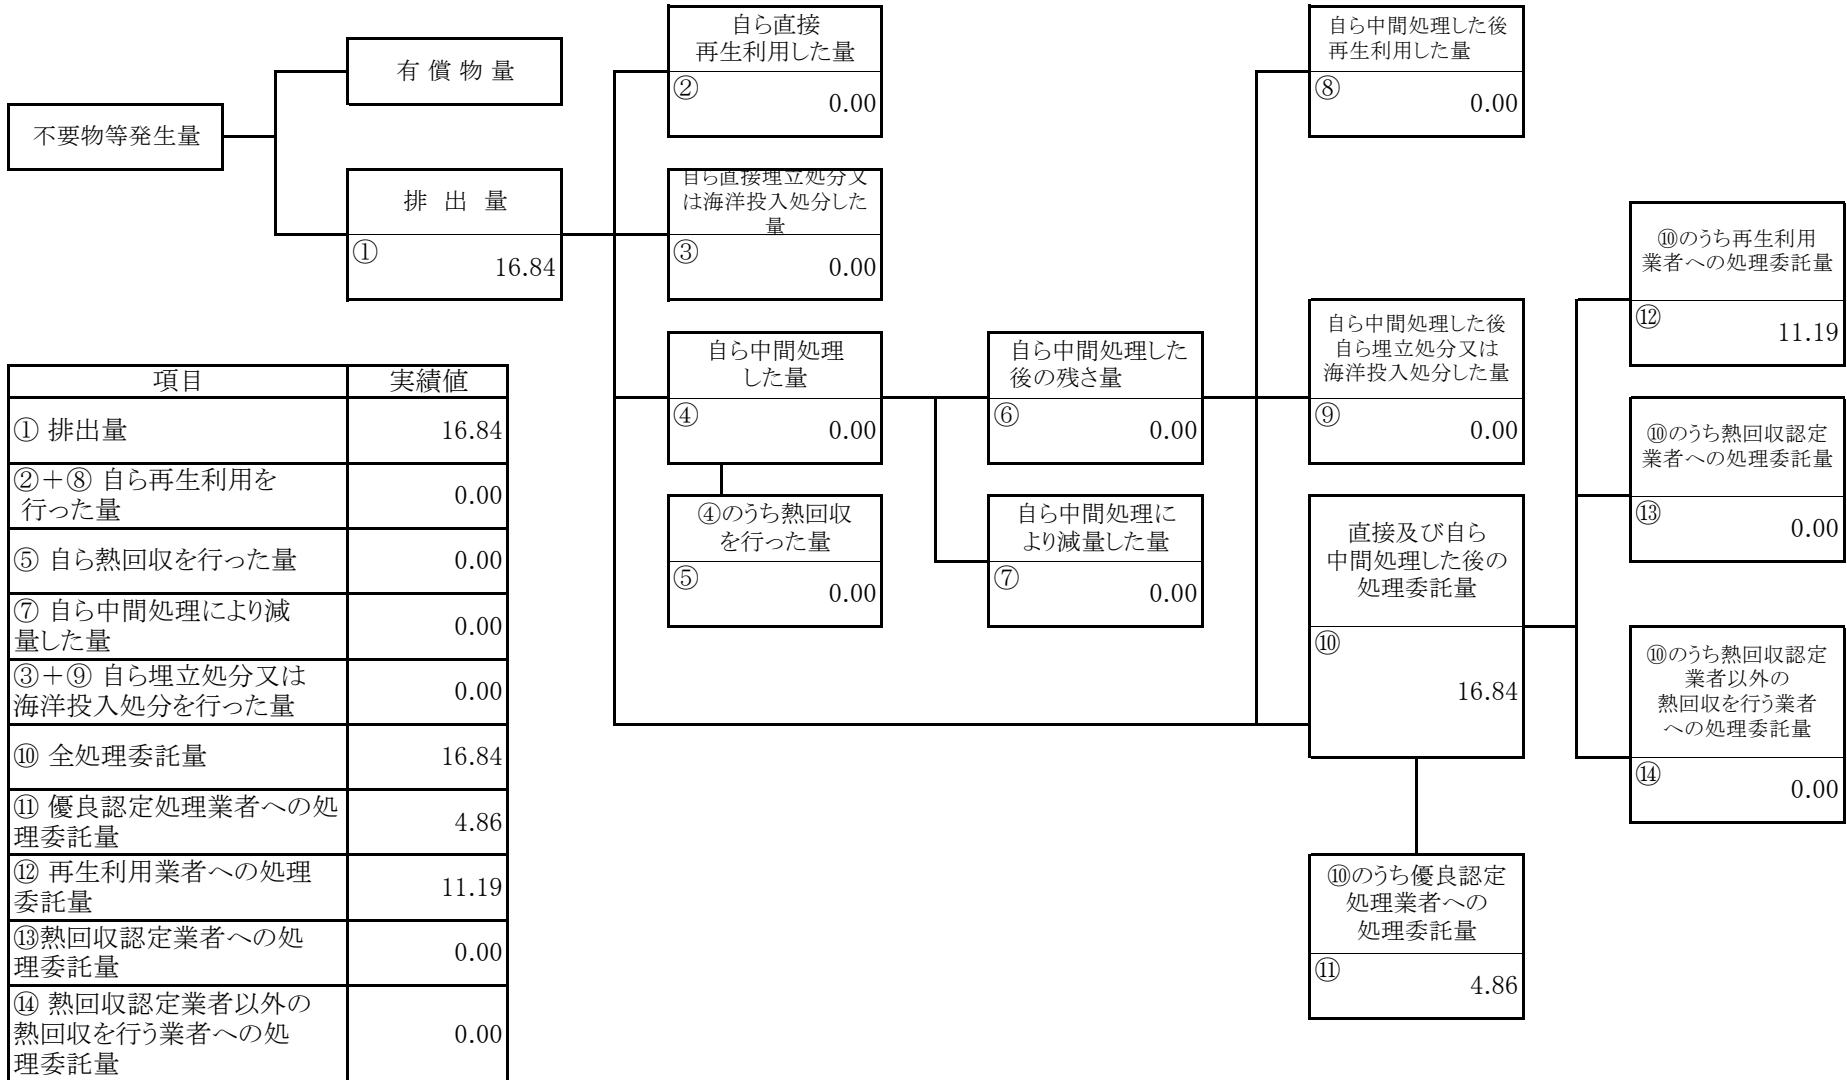 不要物等発生量
有 償 物 量
排 出 量
① 16.84
自ら直接
再生利用した量
② 0.00
自ら直接埋立処分又
は海洋投入処分した
量
③ 0.00
自ら中間処理
した量
④ 0.00
④のうち熱回収
を行った量
⑤ 0.00
自ら中間処理した
後の残さ量
⑥ 0.00
自ら中間処理に
より減量した量
⑦ 0.00
自ら中間処理した後
再生利用した量
⑧ 0.00
自ら中間処理した後
自ら埋立処分又は
海洋投入処分した量
⑨ 0.00
直接及び自ら
中間処理した後の
処理委託量
⑩
16.84
⑩のうち優良認定
処理業者への
処理委託量
⑪ 4.86
⑩のうち再生利用
業者への処理委託量
⑫ 11.19
⑩のうち熱回収認定
業者への処理委託量
⑬ 0.00
⑩のうち熱回収認定
業者以外の
熱回収を行う業者
への処理委託量
⑭ 0.00
項目 実績値
① 排出量 16.84
②＋⑧ 自ら再生利用を
行った量 0.00
⑤ 自ら熱回収を行った量 0.00
⑦ 自ら中間処理により減
量した量 0.00
③＋⑨ 自ら埋立処分又は
海洋投入処分を行った量 0.00
⑩ 全処理委託量 16.84
⑪ 優良認定処理業者への処
理委託量 4.86
⑫ 再生利用業者への処理
委託量 11.19
⑬熱回収認定業者への処
理委託量 0.00
⑭ 熱回収認定業者以外の
熱回収を行う業者への処
理委託量 0.00